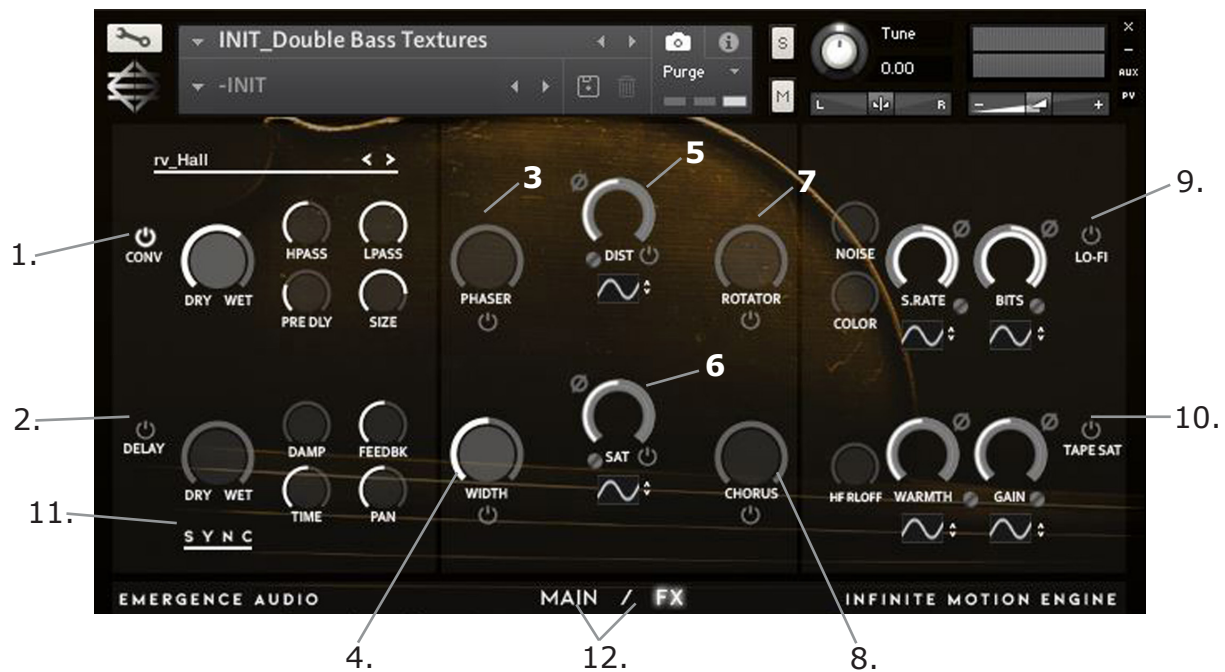 INIT_Double Bass Textures
-INIT
Purge
S
M
Tune
0.00
L R
- +
×
–
AUX
PV
rv_Hall
< >
1.
CONV
DRY WET
HPASS
LPASS
PRE DLY
SIZE
2.
DELAY
DRY WET
DAMP
FEEDBK
TIME
PAN
11.
SYNC
3
PHASER
5
Ø
DIST
7
ROTATOR
4.
WIDTH
6
Ø
SAT
8.
CHORUS
NOISE
COLOR
Ø
S.RATE
Ø
BITS
9.
LO-FI
HF RLOFF
Ø
WARMTH
Ø
GAIN
10.
TAPE SAT
EMERGENCE AUDIO
MAIN / FX
12.
INFINITE MOTION ENGINE